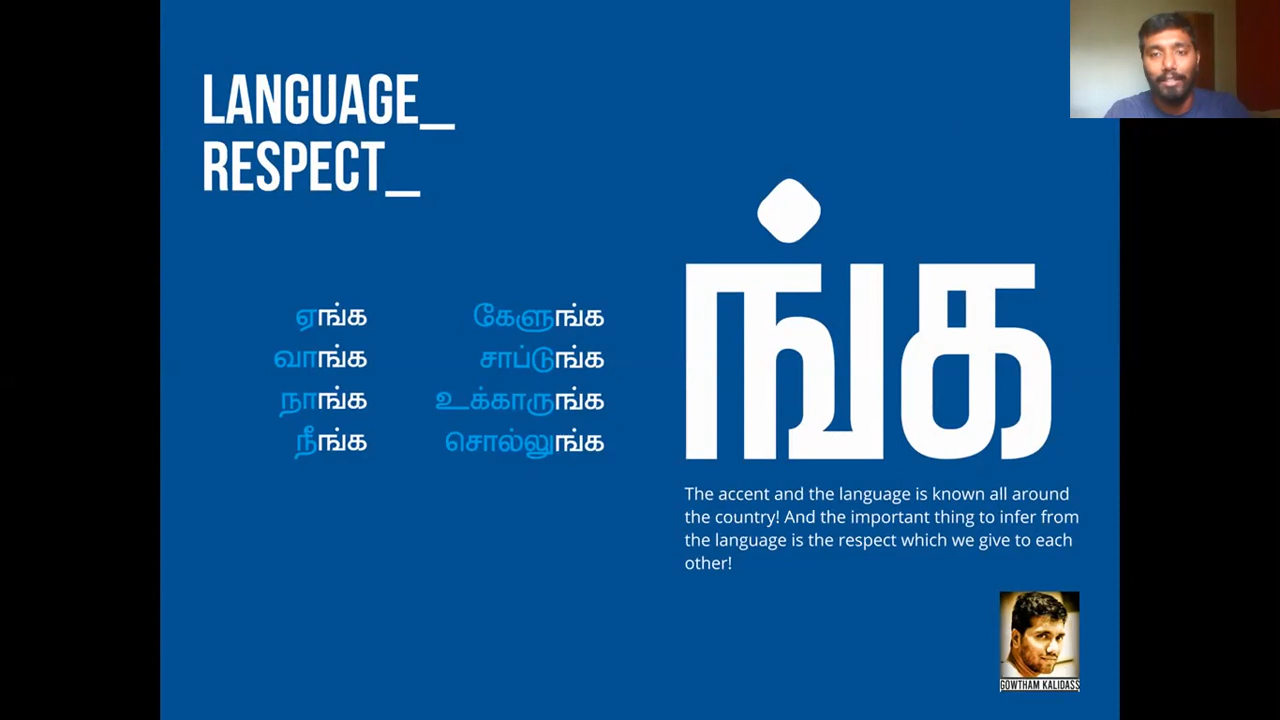 LANGUAGE_
RESPECT_
ஏங்க
வாங்க
நாங்க
நீங்க
கேளுங்க
சாப்டுங்க
உக்காருங்க
சொல்லுங்க
ங்க
The accent and the language is known all around
the country! And the important thing to infer from
the language is the respect which we give to each
other!
GOWTHAM KALIDASS